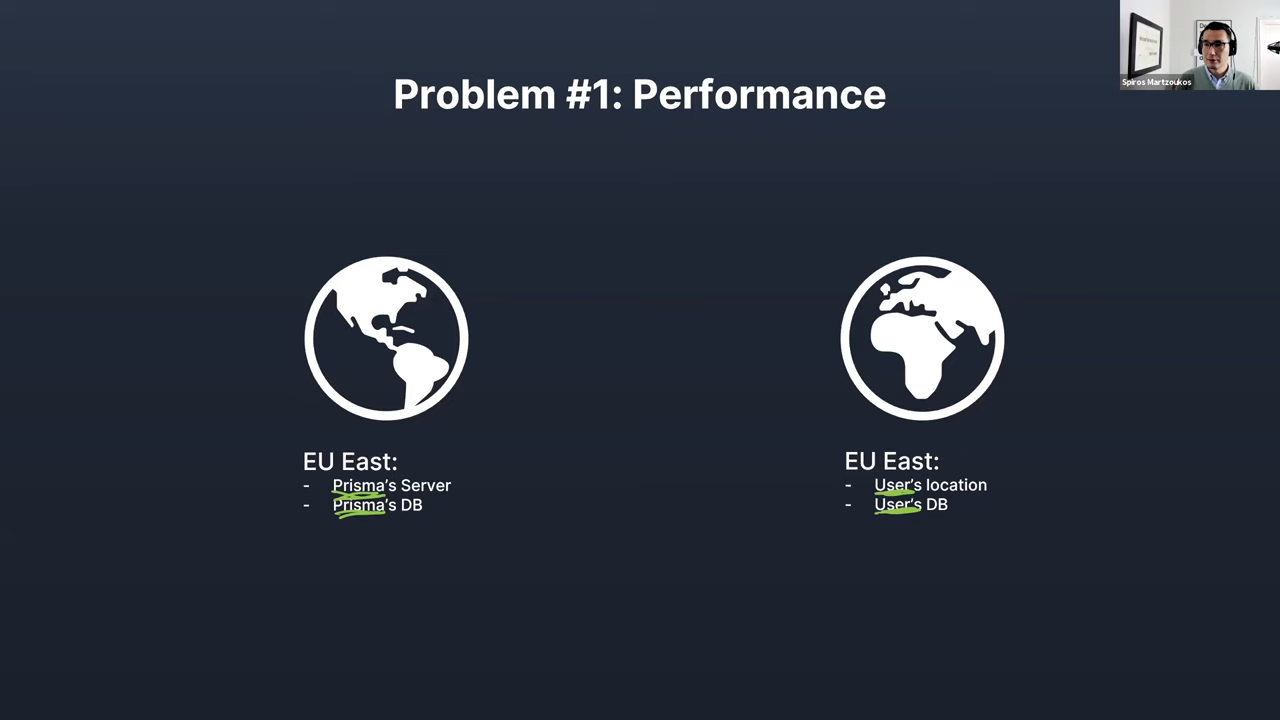 Spiros Martzoukos
Problem #1: Performance
EU East:
- Prisma's Server
- Prisma's DB
EU East:
- User's location
- User's DB